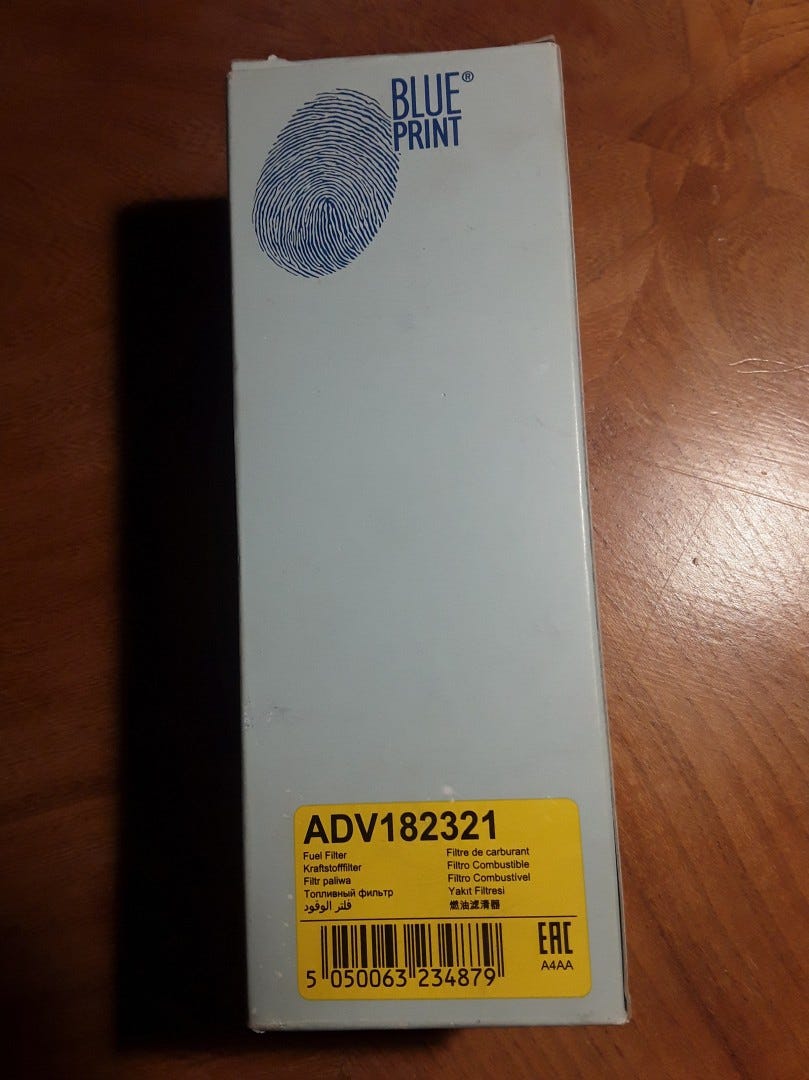 BLUE®
PRINT
ADV182321
Fuel Filter
Kraftstofffilter
Filtr paliwa
Топливный фильтр
فلتر الوقود
Filtre de carburant
Filtro Combustible
Filtro Combustível
Yakıt Filtresi
燃油滤清器
EAC
A4AA
5 050063 234879